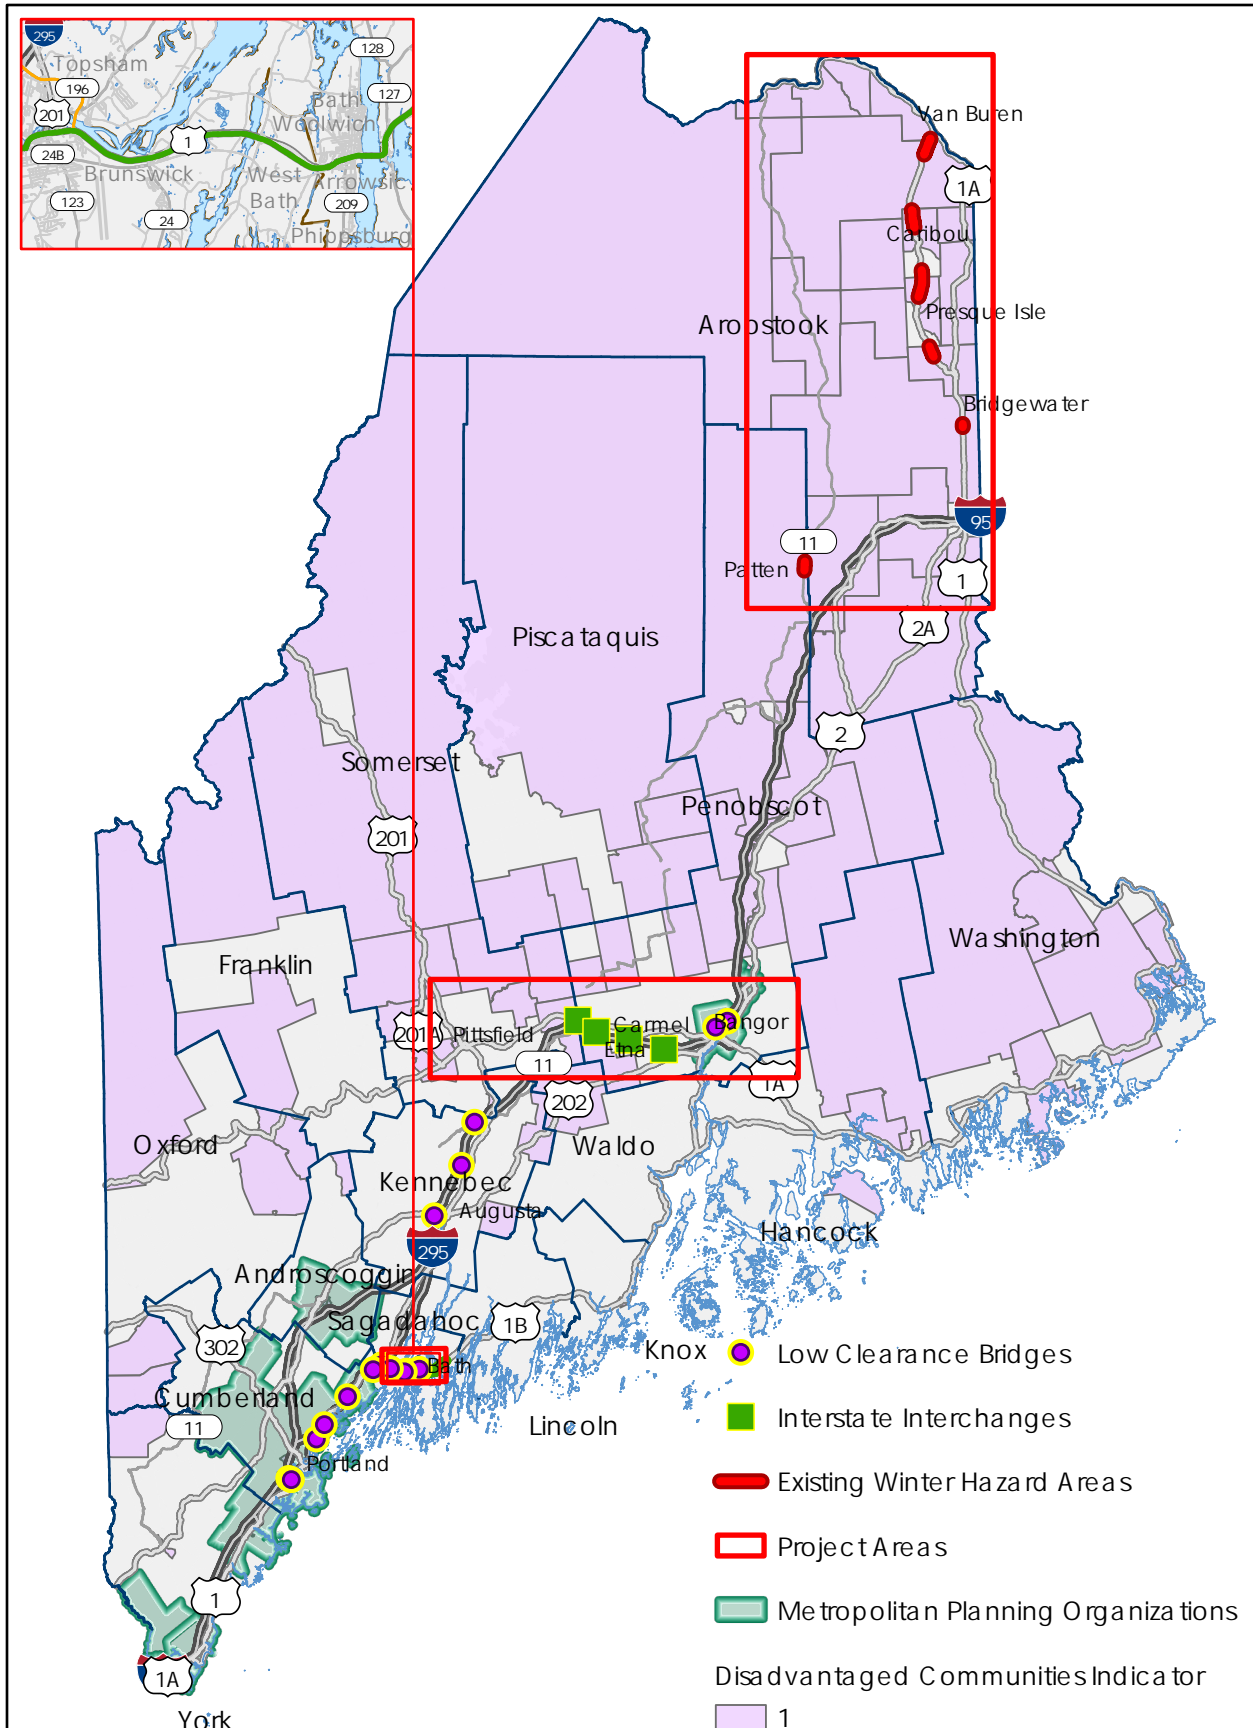 295
128
Topsham
196
127
201
Bath
Woolwich
1
24B
Brunswick
West
Bath
Arrowsic
123
209
24
Phippsburg
Van Buren
1A
Caribou
Presque Isle
Aroostook
Bridgewater
95
11
Patten
1
2A
Piscataquis
2
Somerset
Penobscot
201
Washington
Franklin
201A
Pittsfield
Carmel
Bangor
Etna
11
1A
202
Oxford
Waldo
Kennebec
Augusta
Hancock
295
Androscoggin
Sagadahoc
1B
302
Knox
Low Clearance Bridges
Bath
Cumberland
11
Lincoln
Interstate Interchanges
Portland
Existing Winter Hazard Areas
Project Areas
1
Metropolitan Planning Organizations
1A
Disadvantaged Communities Indicator
York
1